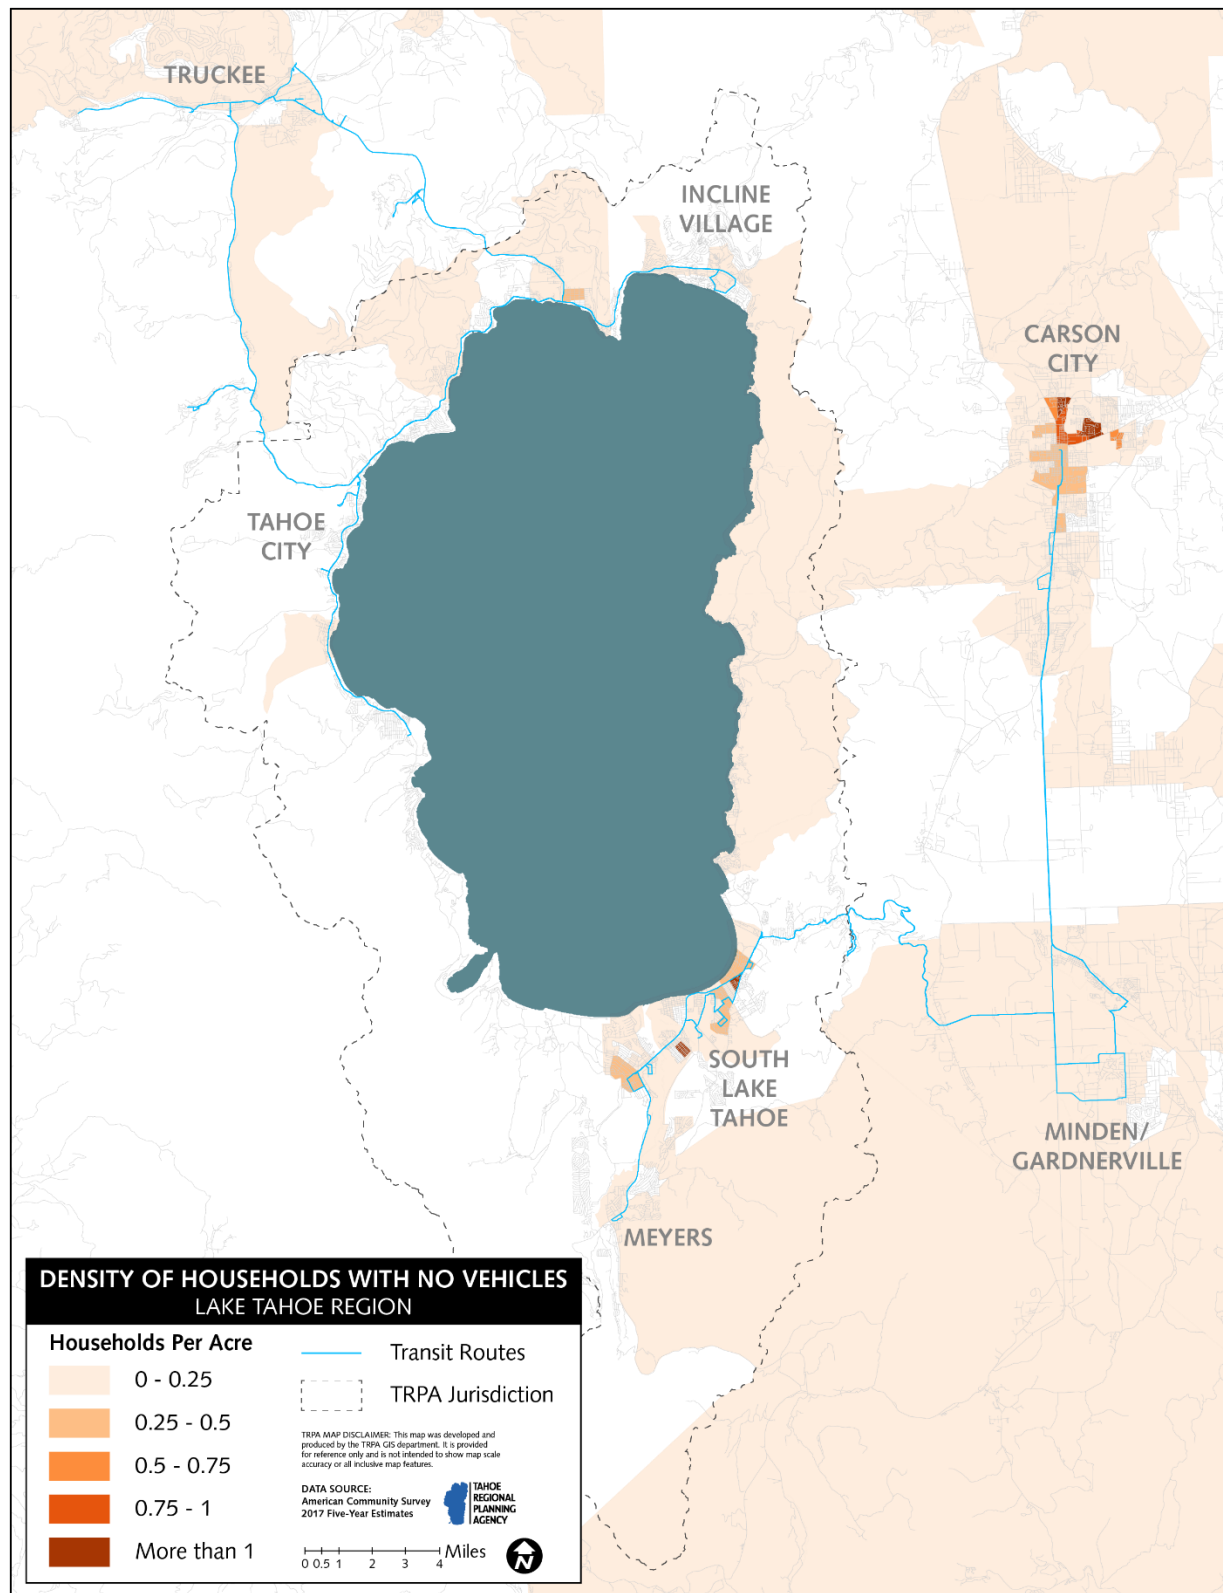 TRUCKEE
INCLINE
VILLAGE
CARSON
CITY
TAHOE
CITY
SOUTH
LAKE
TAHOE
MINDEN/
GARDNERVILLE
MEYERS
DENSITY OF HOUSEHOLDS WITH NO VEHICLES
LAKE TAHOE REGION
Households Per Acre
0 - 0.25
0.25 - 0.5
0.5 - 0.75
0.75 - 1
More than 1
Transit Routes
TRPA Jurisdiction
TRPA MAP DISCLAIMER: This map was developed and
produced by the TRPA GIS department. It is provided
for reference only and is not intended to show map scale
accuracy or all inclusive map features.
DATA SOURCE:
American Community Survey
2017 Five-Year Estimates
TAHOE
REGIONAL
PLANNING
AGENCY
0 0.5 1 2 3 4 Miles
N